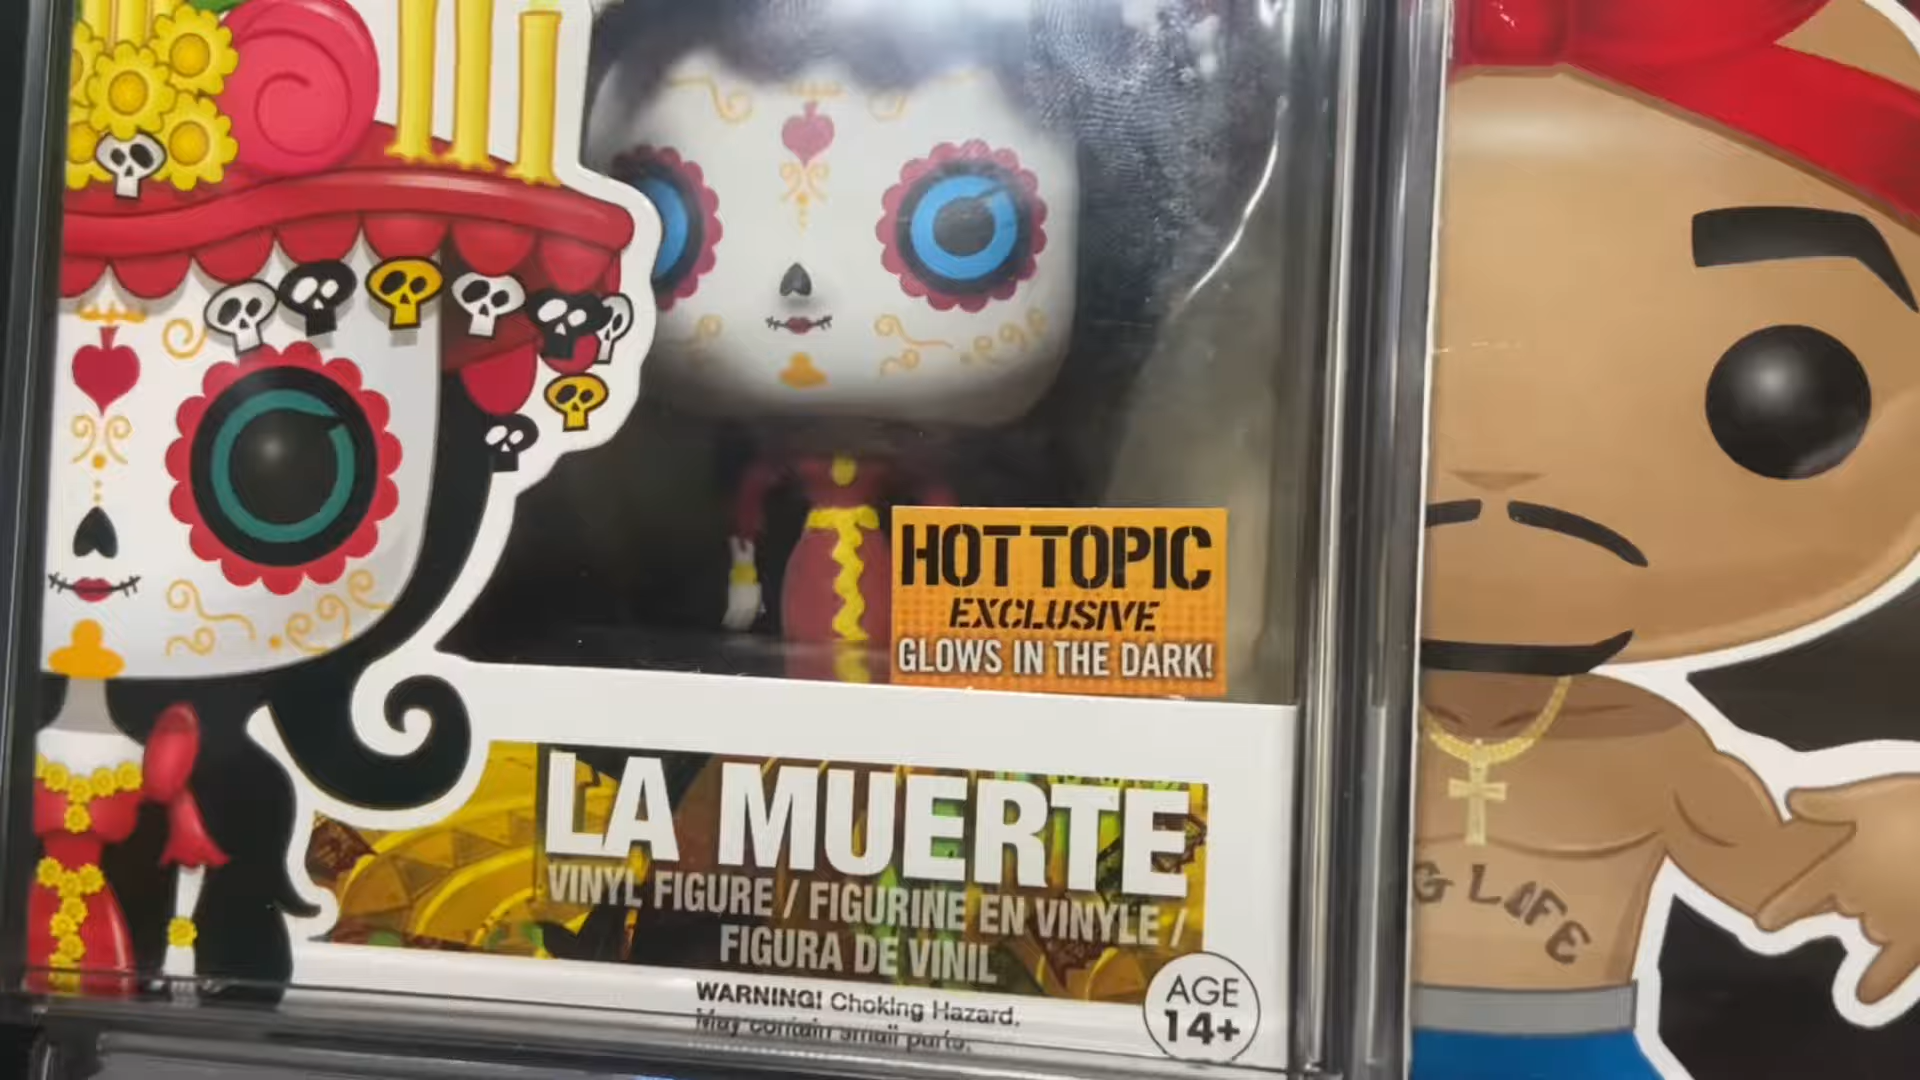 HOT TOPIC
EXCLUSIVE
GLOWS IN THE DARK!
LA MUERTE
VINYL FIGURE / FIGURINE EN VINYLE /
FIGURA DE VINIL
WARNING! Choking Hazard.
May contain small parts.
AGE
14+
G LIFE